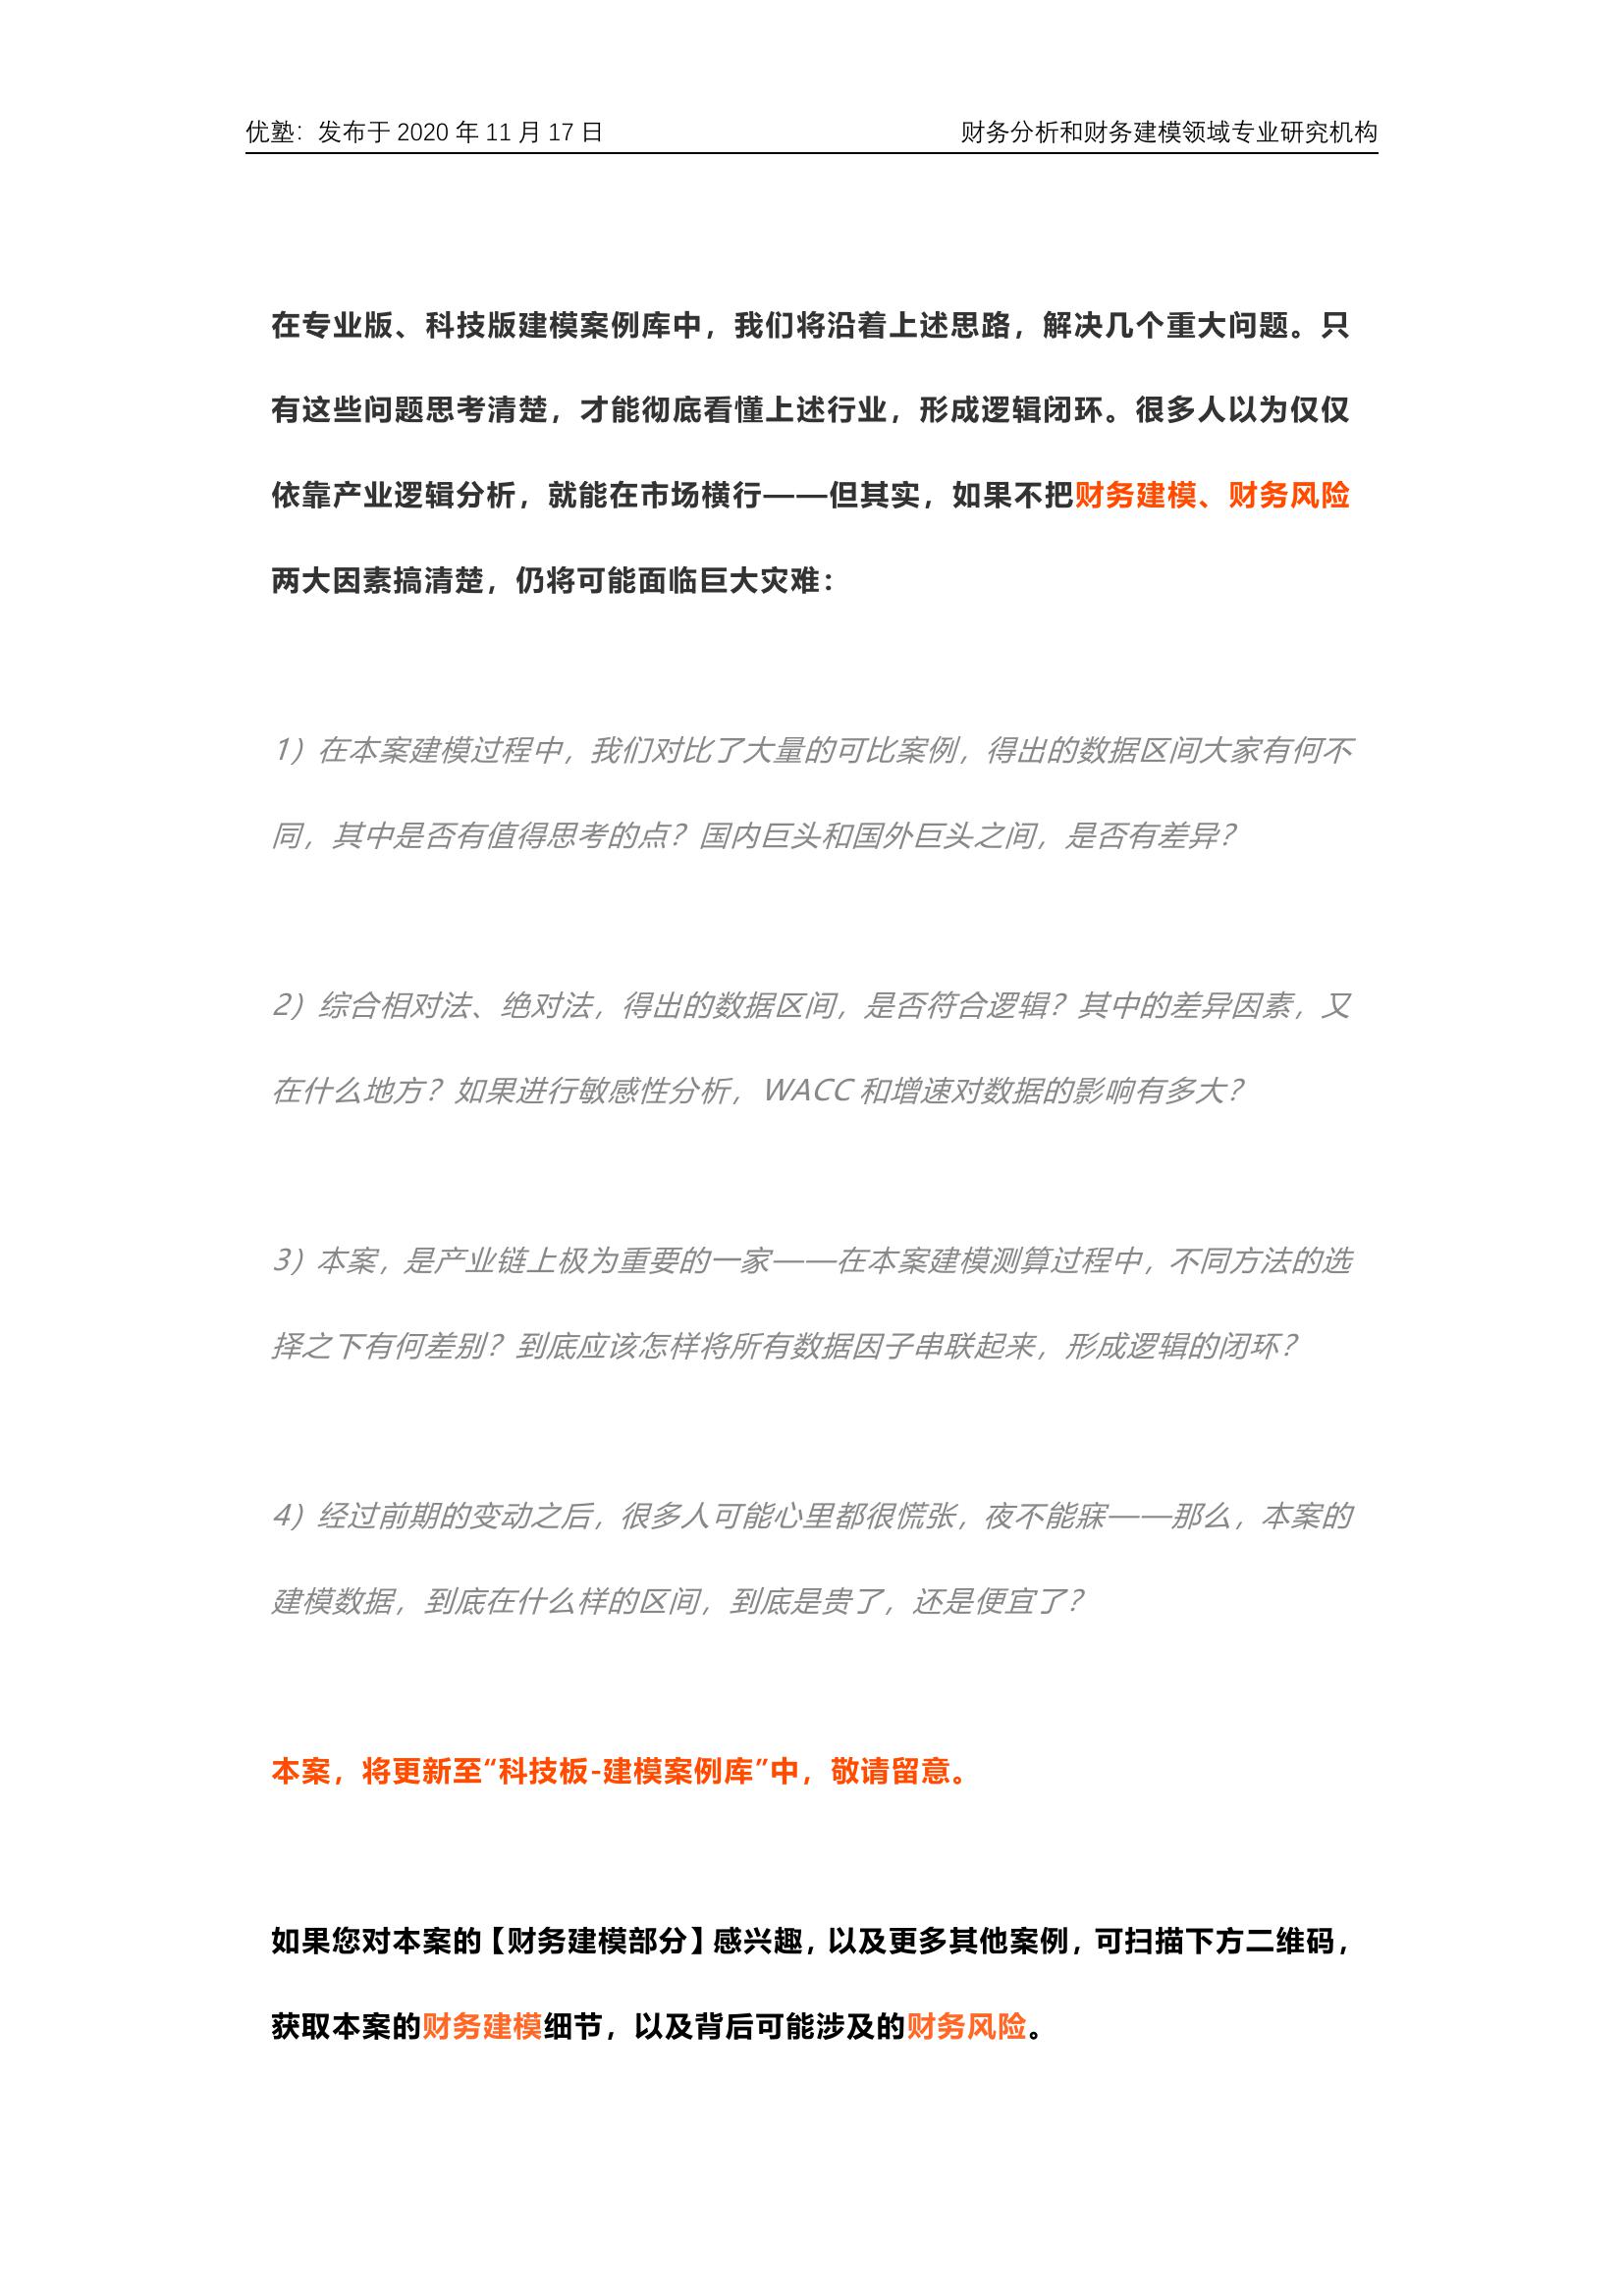 优塾：发布于 2020 年 11 月 17 日
财务分析和财务建模领域专业研究机构
在专业版、科技版建模案例库中，我们将沿着上述思路，解决几个重大问题。只
有这些问题思考清楚，才能彻底看懂上述行业，形成逻辑闭环。很多人以为仅仅
依靠产业逻辑分析，就能在市场横行——但其实，如果不把财务建模、财务风险
两大因素搞清楚，仍将可能面临巨大灾难：
1）在本案建模过程中，我们对比了大量的可比案例，得出的数据区间大家有何不
同，其中是否有值得思考的点？国内巨头和国外巨头之间，是否有差异？
2）综合相对法、绝对法，得出的数据区间，是否符合逻辑？其中的差异因素，又
在什么地方？如果进行敏感性分析，WACC 和增速对数据的影响有多大？
3）本案，是产业链上极为重要的一家——在本案建模测算过程中，不同方法的选
择之下有何差别？到底应该怎样将所有数据因子串联起来，形成逻辑的闭环？
4）经过前期的变动之后，很多人可能心里都很慌张，夜不能寐——那么，本案的
建模数据，到底在什么样的区间，到底是贵了，还是便宜了？
本案，将更新至“科技板-建模案例库”中，敬请留意。
如果您对本案的【财务建模部分】感兴趣，以及更多其他案例，可扫描下方二维码，
获取本案的财务建模细节，以及背后可能涉及的财务风险。